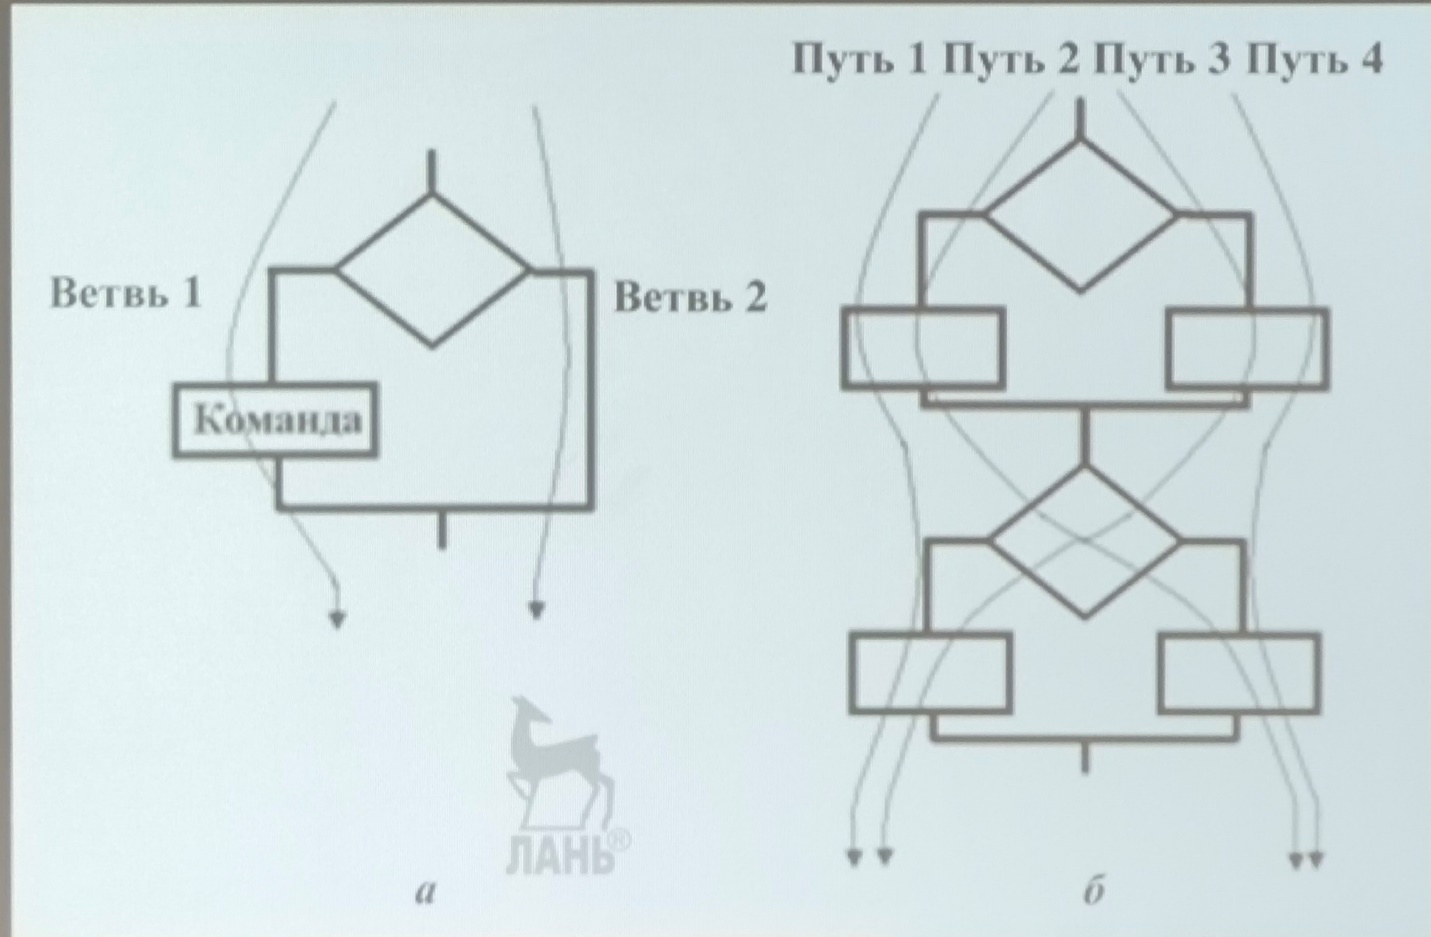 Путь 1 Путь 2 Путь 3 Путь 4
Ветвь 1
Ветвь 2
Команда
ЛАНЬ®
а
б